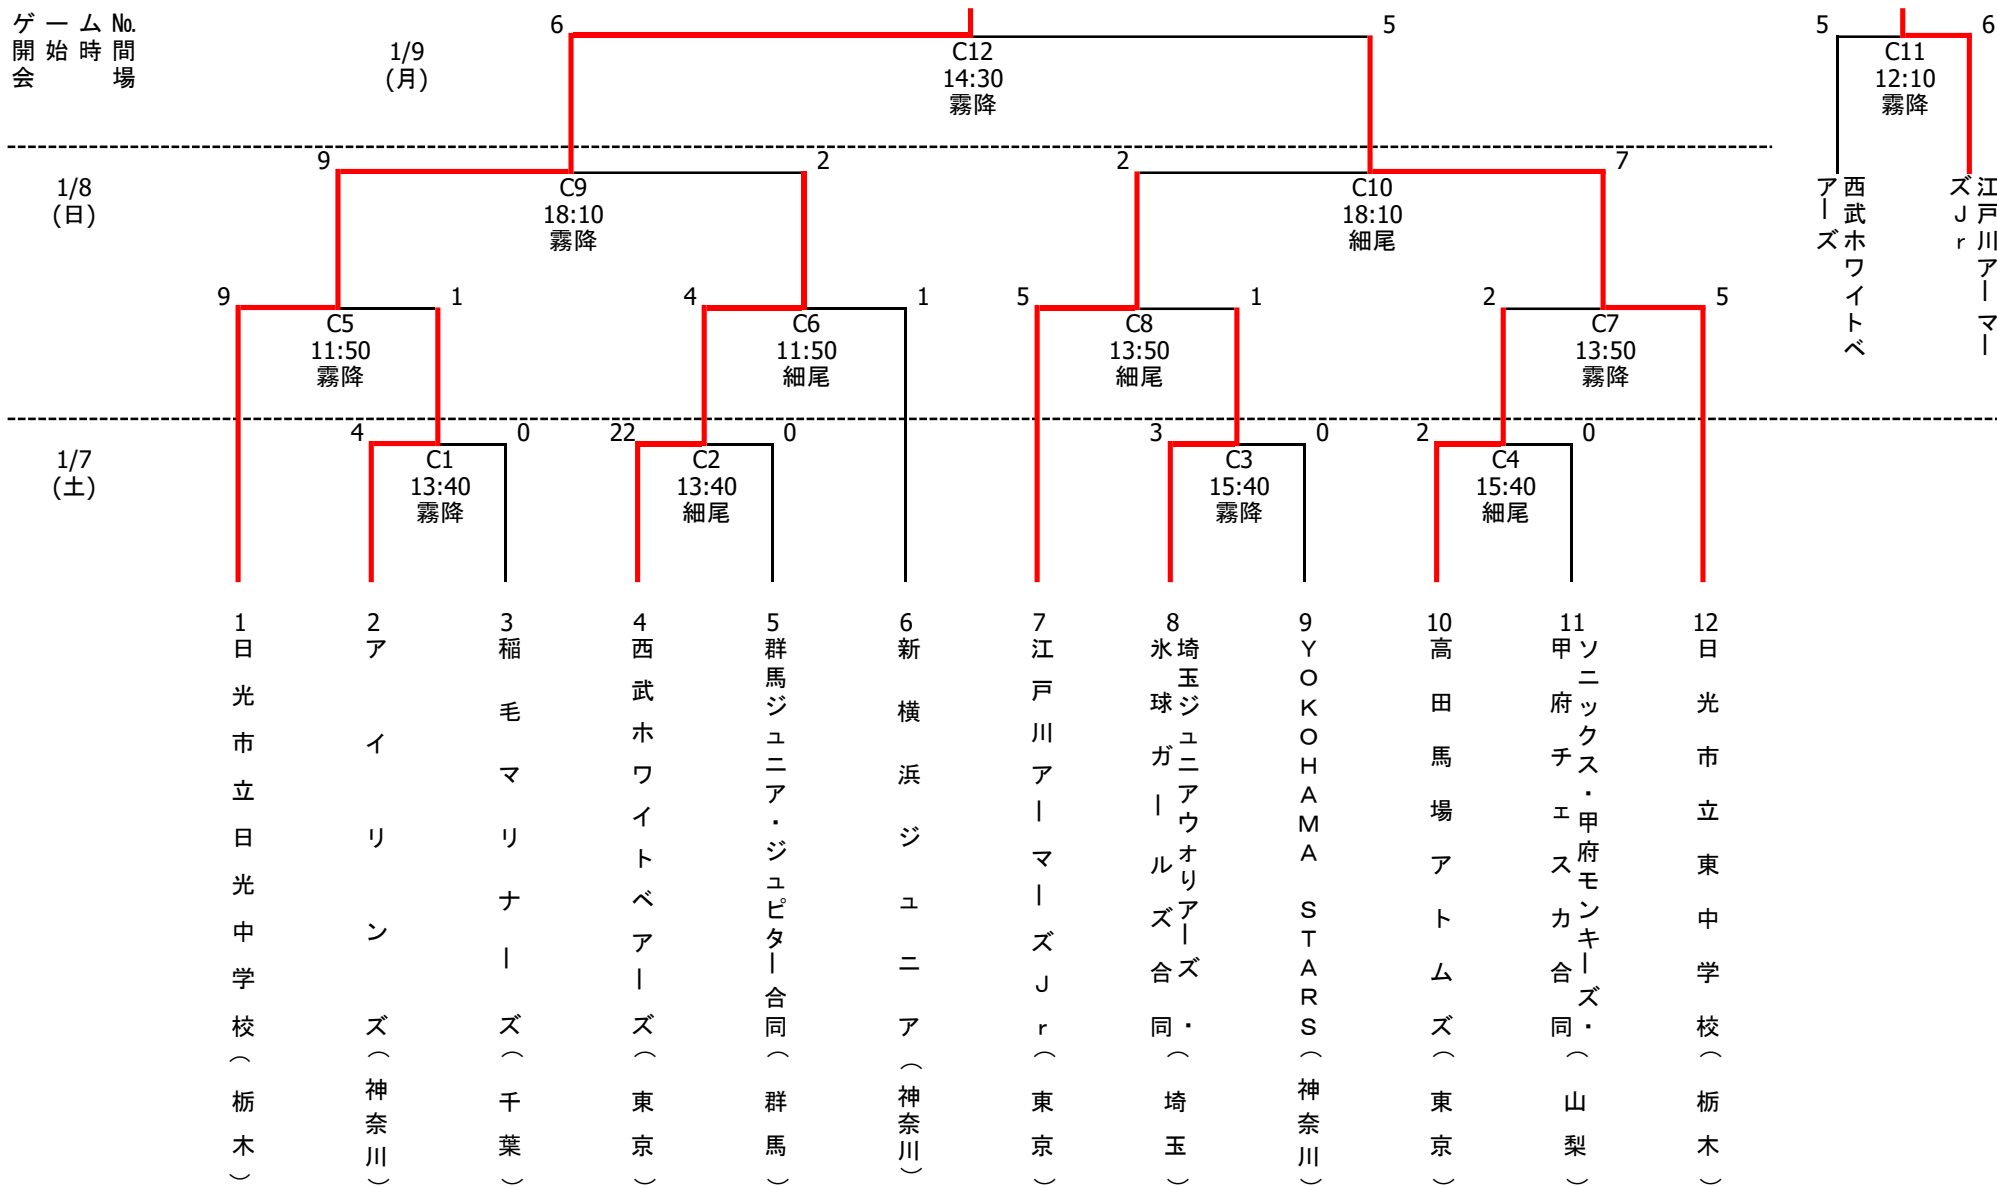 ゲームNo.
開始時間
会場
1/9
(月)
6
5
C12
14:30
霧降
5
6
C11
12:10
霧降
西武ホワイトベアーズ
江戸川アーマーズJr
1/8
(日)
9
2
C9
18:10
霧降
2
7
C10
18:10
細尾
9
1
C5
11:50
霧降
4
1
C6
11:50
細尾
5
1
C8
13:50
細尾
2
5
C7
13:50
霧降
1/7
(土)
4
0
C1
13:40
霧降
22
0
C2
13:40
細尾
3
0
C3
15:40
霧降
2
0
C4
15:40
細尾
1
日光市立日光中学校(栃木)
2
アイリンズ(神奈川)
3
稲毛マリナーズ(千葉)
4
西武ホワイトベアーズ(東京)
5
群馬ジュニア・ジュピター合同(群馬)
6
新横浜ジュニア(神奈川)
7
江戸川アーマーズJr(東京)
8
埼玉ジュニアウォりアーズ・
氷球ガールズ合同(埼玉)
9
YOKOHAMA STARS(神奈川)
10
高田馬場アトムズ(東京)
11
ソニックス・甲府モンキーズ・
甲府チェスカ合同(山梨)
12
日光市立東中学校(栃木)